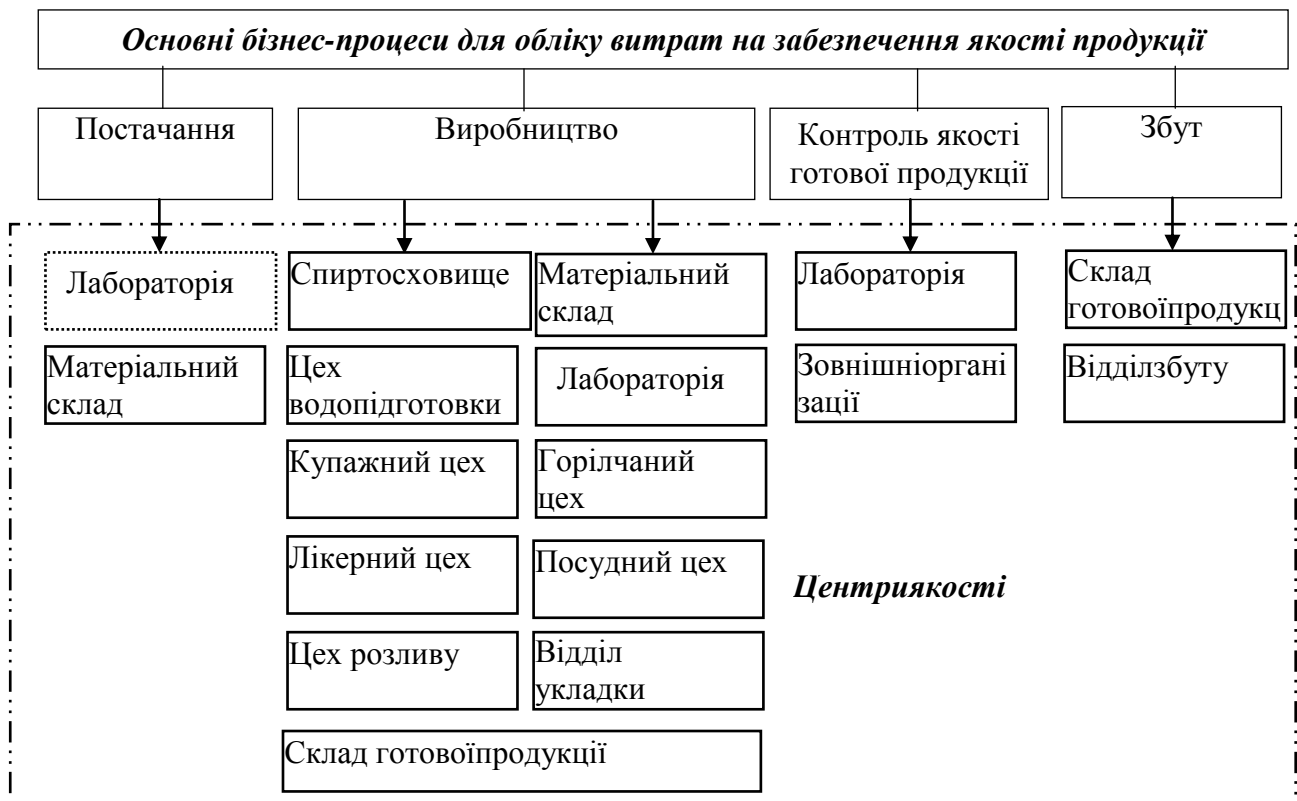 Основні бізнес-процеси для обліку витрат на забезпечення якості продукції
Постачання
Виробництво
Контроль якості
готової продукції
Збут
Лабораторія
Матеріальний
склад
Спиртосховище
Цех
водопідготовки
Купажний цех
Лікерний цех
Цех розливу
Матеріальний
склад
Лабораторія
Горілчаний
цех
Посудний цех
Відділ
укладки
Склад готовоїпродукції
Лабораторія
Зовнішніоргані
зації
Склад
готовоїпродукц
Відділзбуту
Центриякості